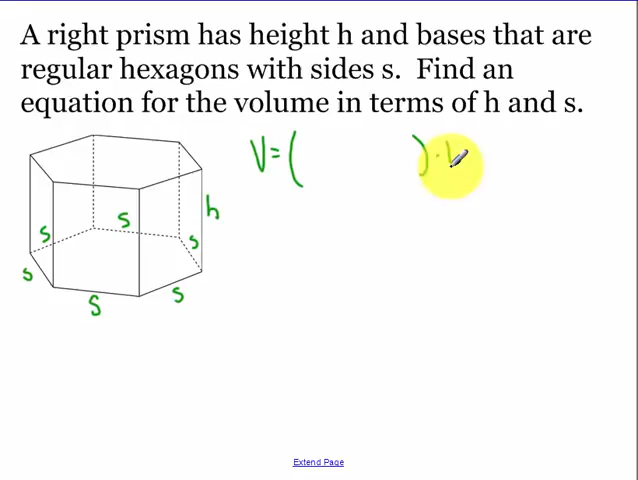 A right prism has height h and bases that are
regular hexagons with sides s. Find an
equation for the volume in terms of h and s.
V = ( ) · h
h
s
s
s
s
s
s
Extend Page